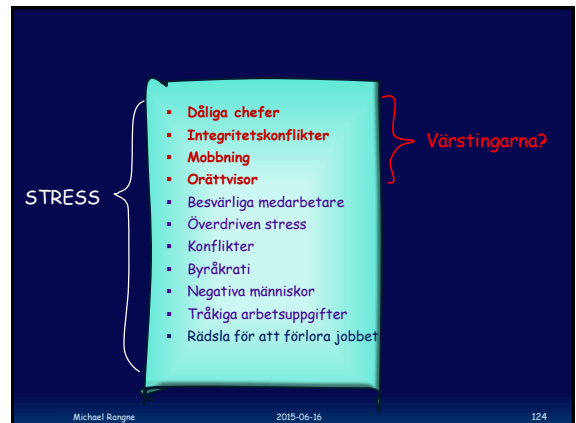 ▪ Dåliga chefer
▪ Integritetskonflikter
▪ Mobbning
▪ Orättvisor
▪ Besvärliga medarbetare
▪ Överdriven stress
▪ Konflikter
▪ Byråkrati
▪ Negativa människor
▪ Tråkiga arbetsuppgifter
▪ Rädsla för att förlora jobbet
STRESS
Värstingarna?
Michael Rangne 2015-06-16 124